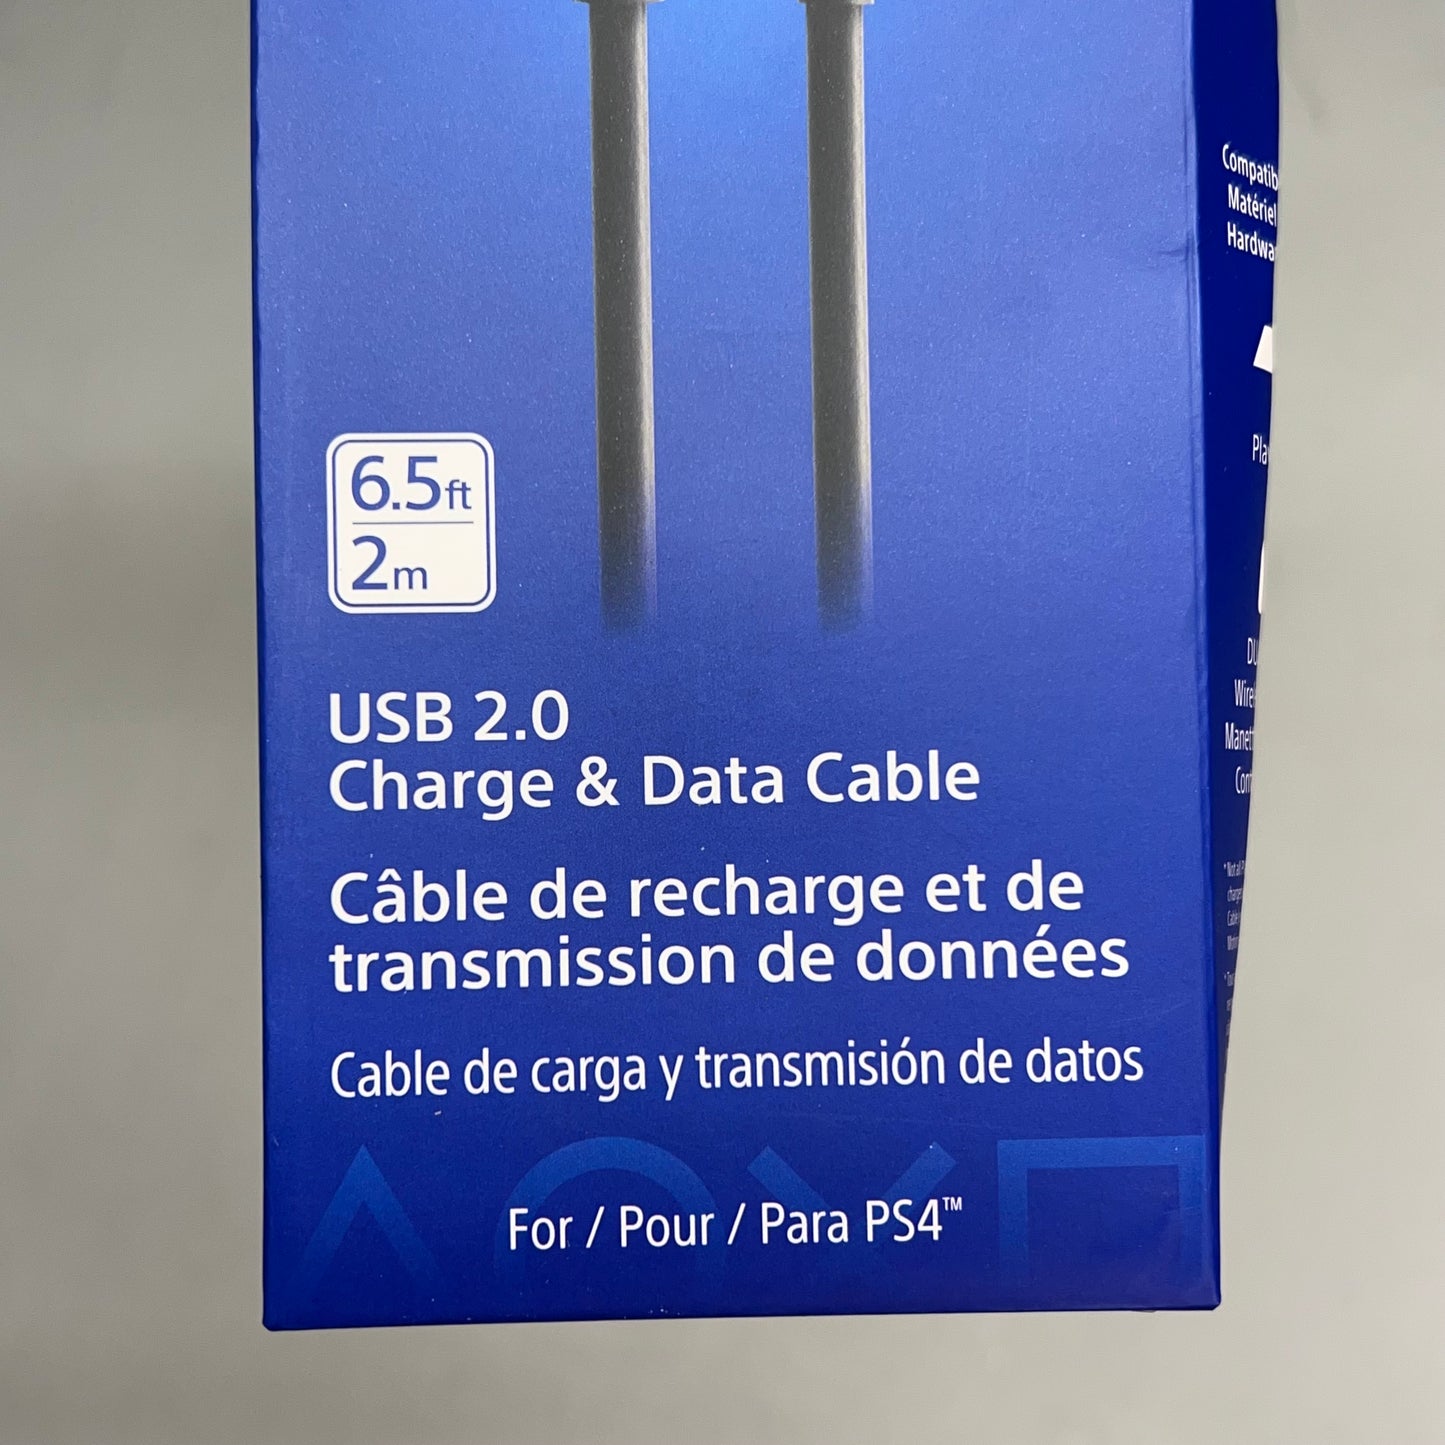 6.5ft
2m
USB 2.0
Charge & Data Cable
Câble de recharge et de
transmission de données
Cable de carga y transmisión de datos
For / Pour / Para PS4™
Matériel